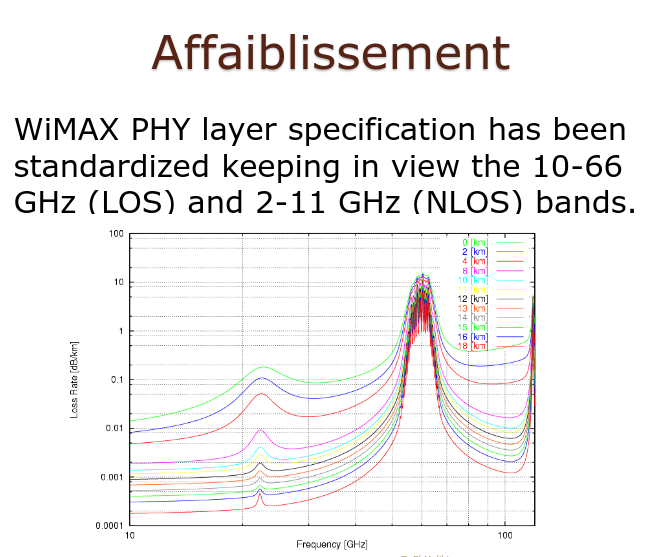 Affaiblissement
WiMAX PHY layer specification has been
standardized keeping in view the 10-66
GHz (LOS) and 2-11 GHz (NLOS) bands.
100
10
1
0.1
0.01
0.001
0.0001
Loss Rate [dB/km]
0 [km]
2 [km]
4 [km]
8 [km]
10 [km]
11 [km]
12 [km]
13 [km]
14 [km]
15 [km]
16 [km]
18 [km]
10
100
Frequency [GHz]